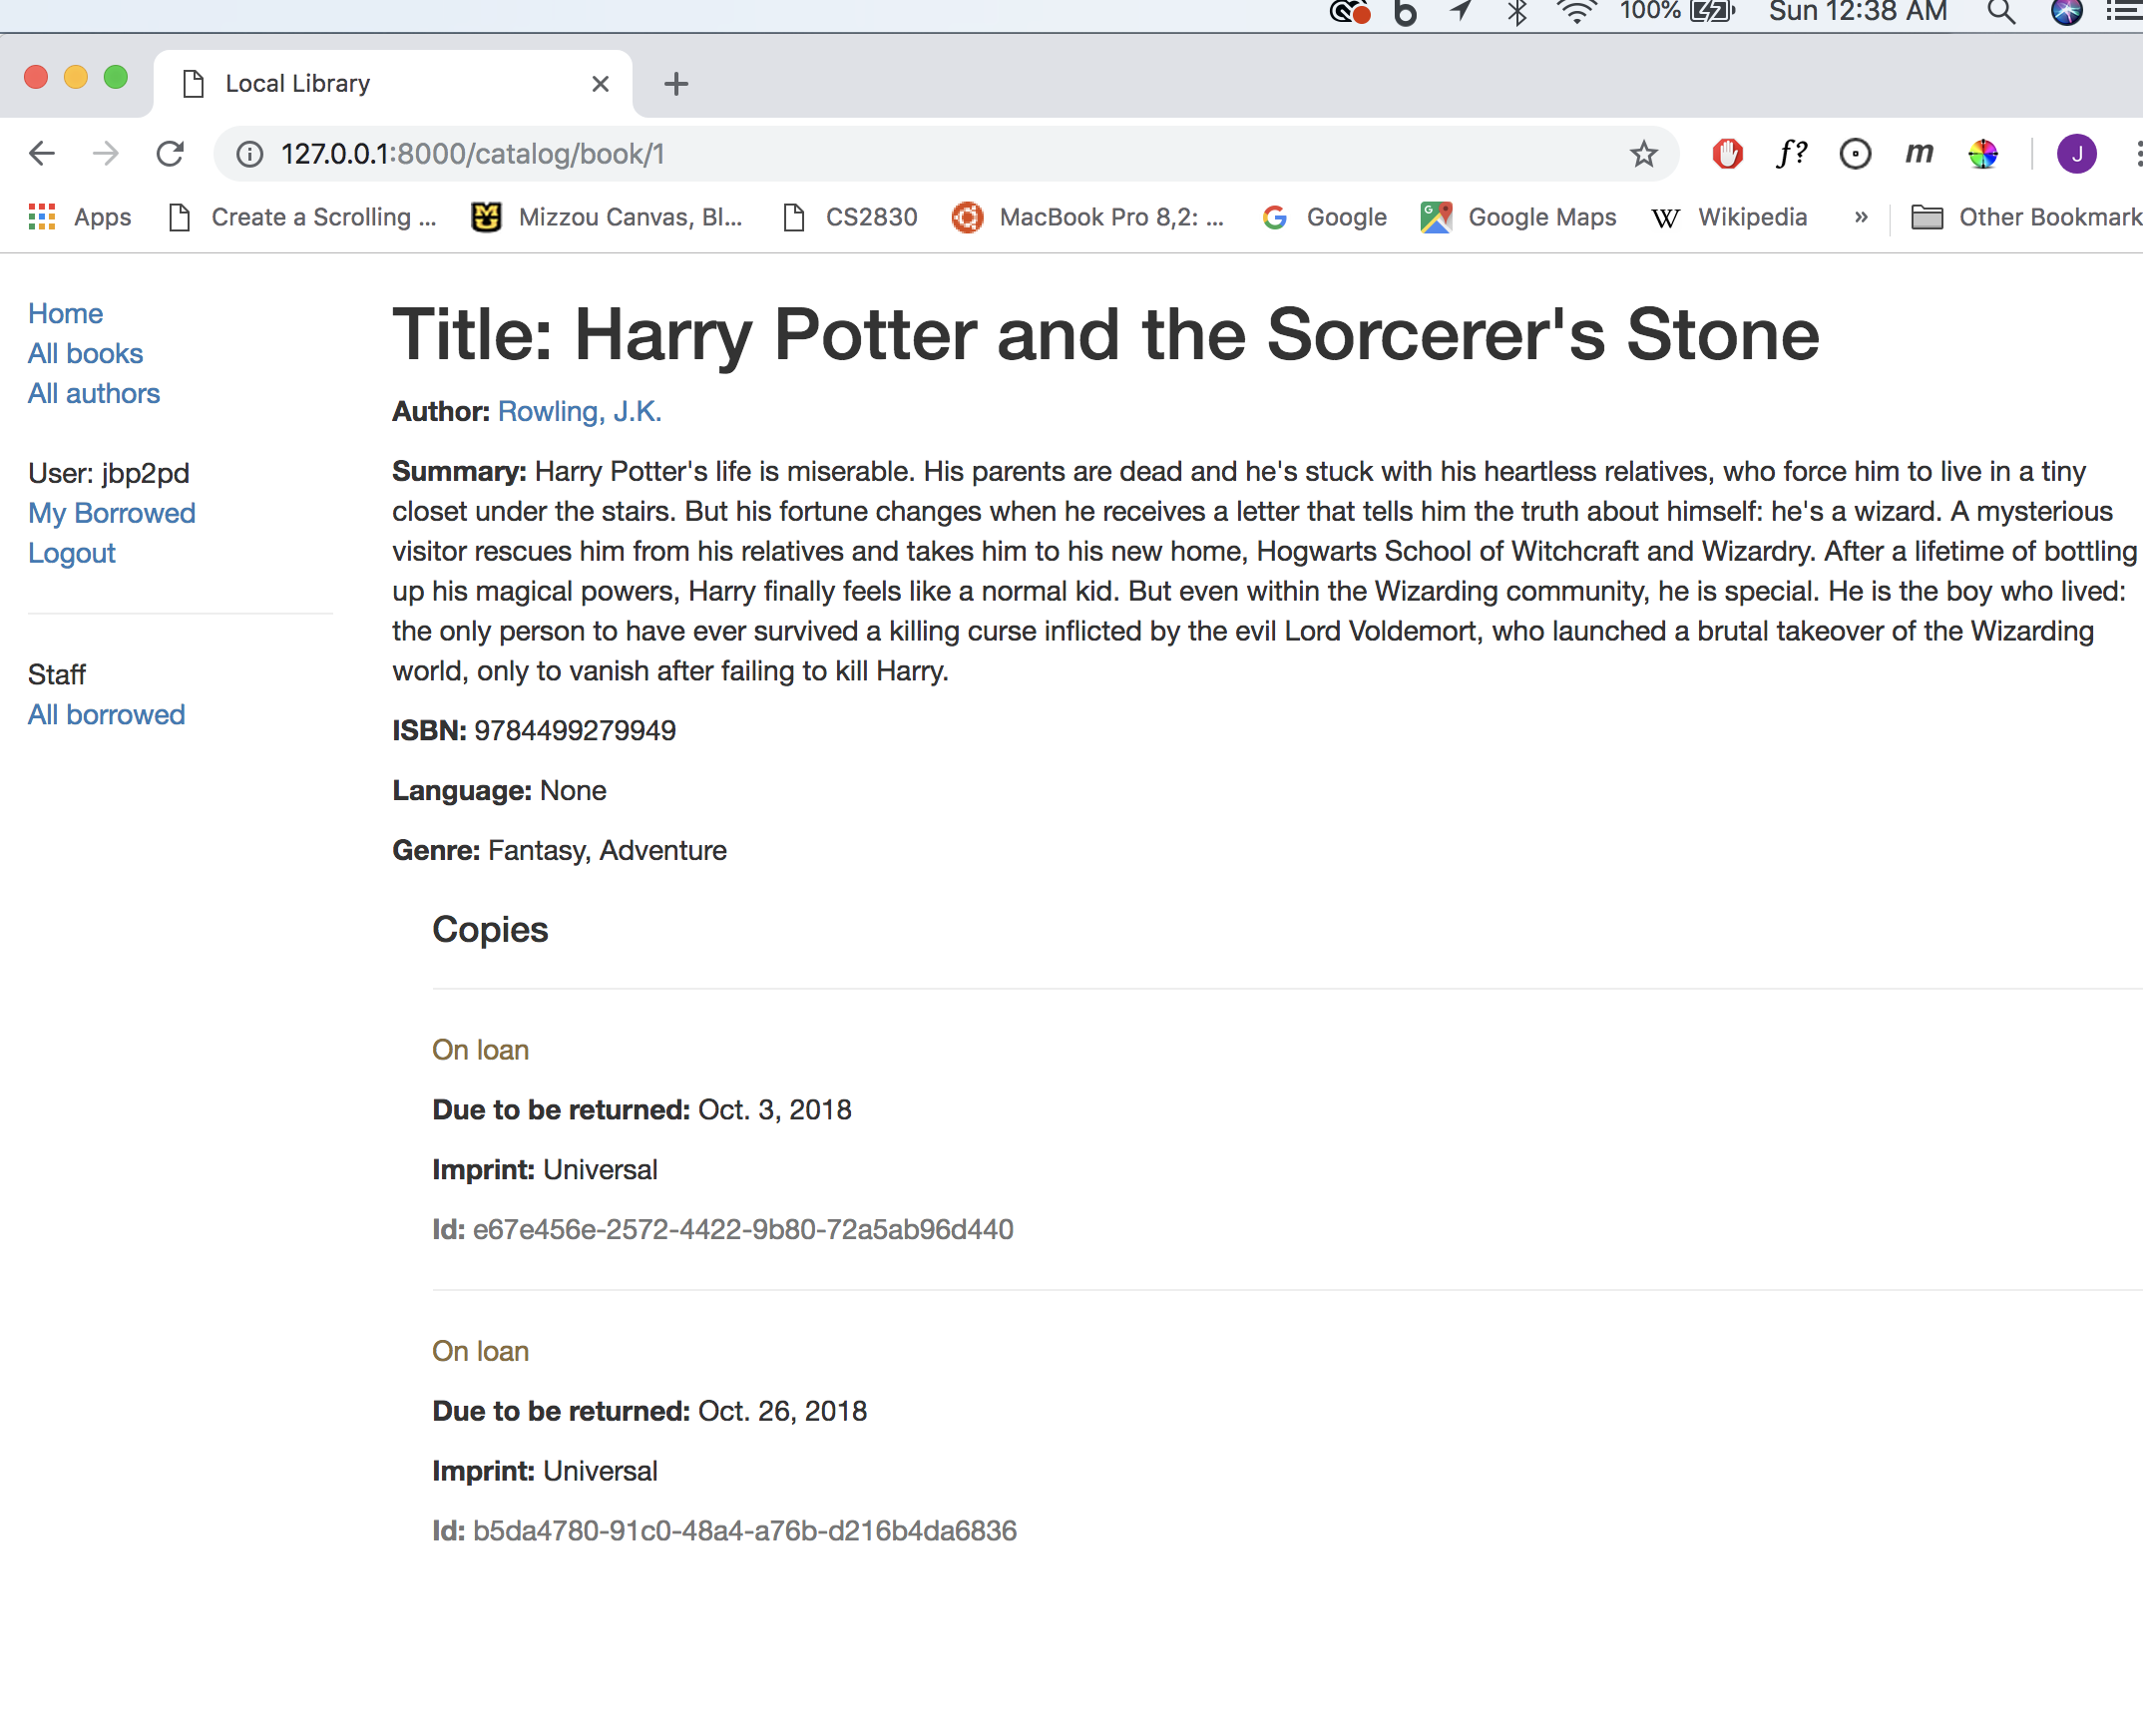 100% Sun 12:38 AM
Local Library
127.0.0.1:8000/catalog/book/1
f? m J
Apps Create a Scrolling ... Mizzou Canvas, Bl... CS2830 MacBook Pro 8,2: ... Google Google Maps Wikipedia » Other Bookmark
Home
All books
All authors
User: jbp2pd
My Borrowed
Logout
Staff
All borrowed
Title: Harry Potter and the Sorcerer's Stone
Author: Rowling, J.K.
Summary: Harry Potter's life is miserable. His parents are dead and he's stuck with his heartless relatives, who force him to live in a tiny
closet under the stairs. But his fortune changes when he receives a letter that tells him the truth about himself: he's a wizard. A mysterious
visitor rescues him from his relatives and takes him to his new home, Hogwarts School of Witchcraft and Wizardry. After a lifetime of bottling
up his magical powers, Harry finally feels like a normal kid. But even within the Wizarding community, he is special. He is the boy who lived:
the only person to have ever survived a killing curse inflicted by the evil Lord Voldemort, who launched a brutal takeover of the Wizarding
world, only to vanish after failing to kill Harry.
ISBN: 9784499279949
Language: None
Genre: Fantasy, Adventure
Copies
On loan
Due to be returned: Oct. 3, 2018
Imprint: Universal
Id: e67e456e-2572-4422-9b80-72a5ab96d440
On loan
Due to be returned: Oct. 26, 2018
Imprint: Universal
Id: b5da4780-91c0-48a4-a76b-d216b4da6836